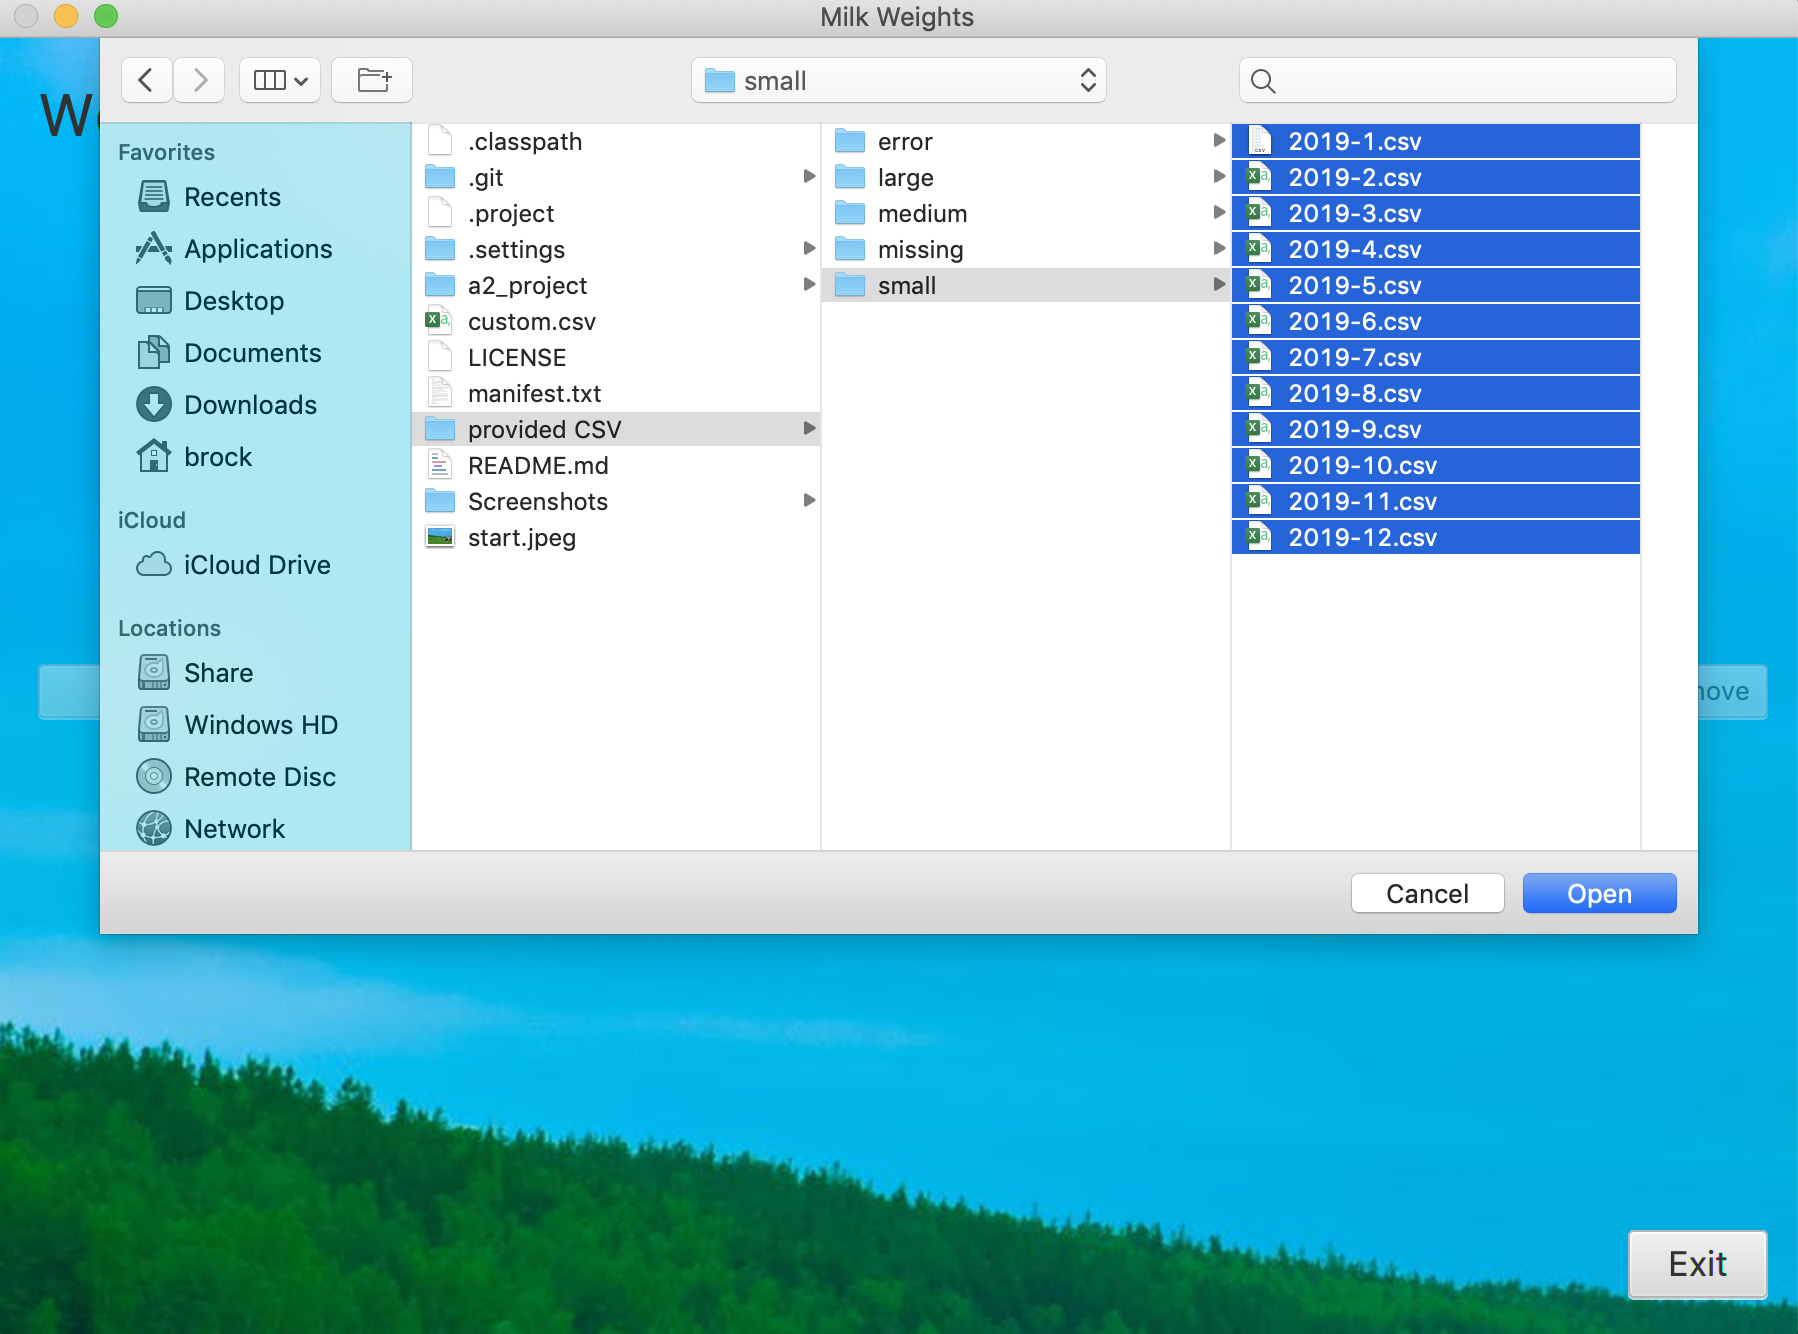 Milk Weights
small
W
Favorites
Recents
Applications
Desktop
Documents
Downloads
brock
iCloud
iCloud Drive
Locations
Share
Windows HD
Remote Disc
Network
.classpath
.git
.project
.settings
a2_project
custom.csv
LICENSE
manifest.txt
provided CSV
README.md
Screenshots
start.jpeg
error
large
medium
missing
small
2019-1.csv
2019-2.csv
2019-3.csv
2019-4.csv
2019-5.csv
2019-6.csv
2019-7.csv
2019-8.csv
2019-9.csv
2019-10.csv
2019-11.csv
2019-12.csv
ove
Cancel
Open
Exit